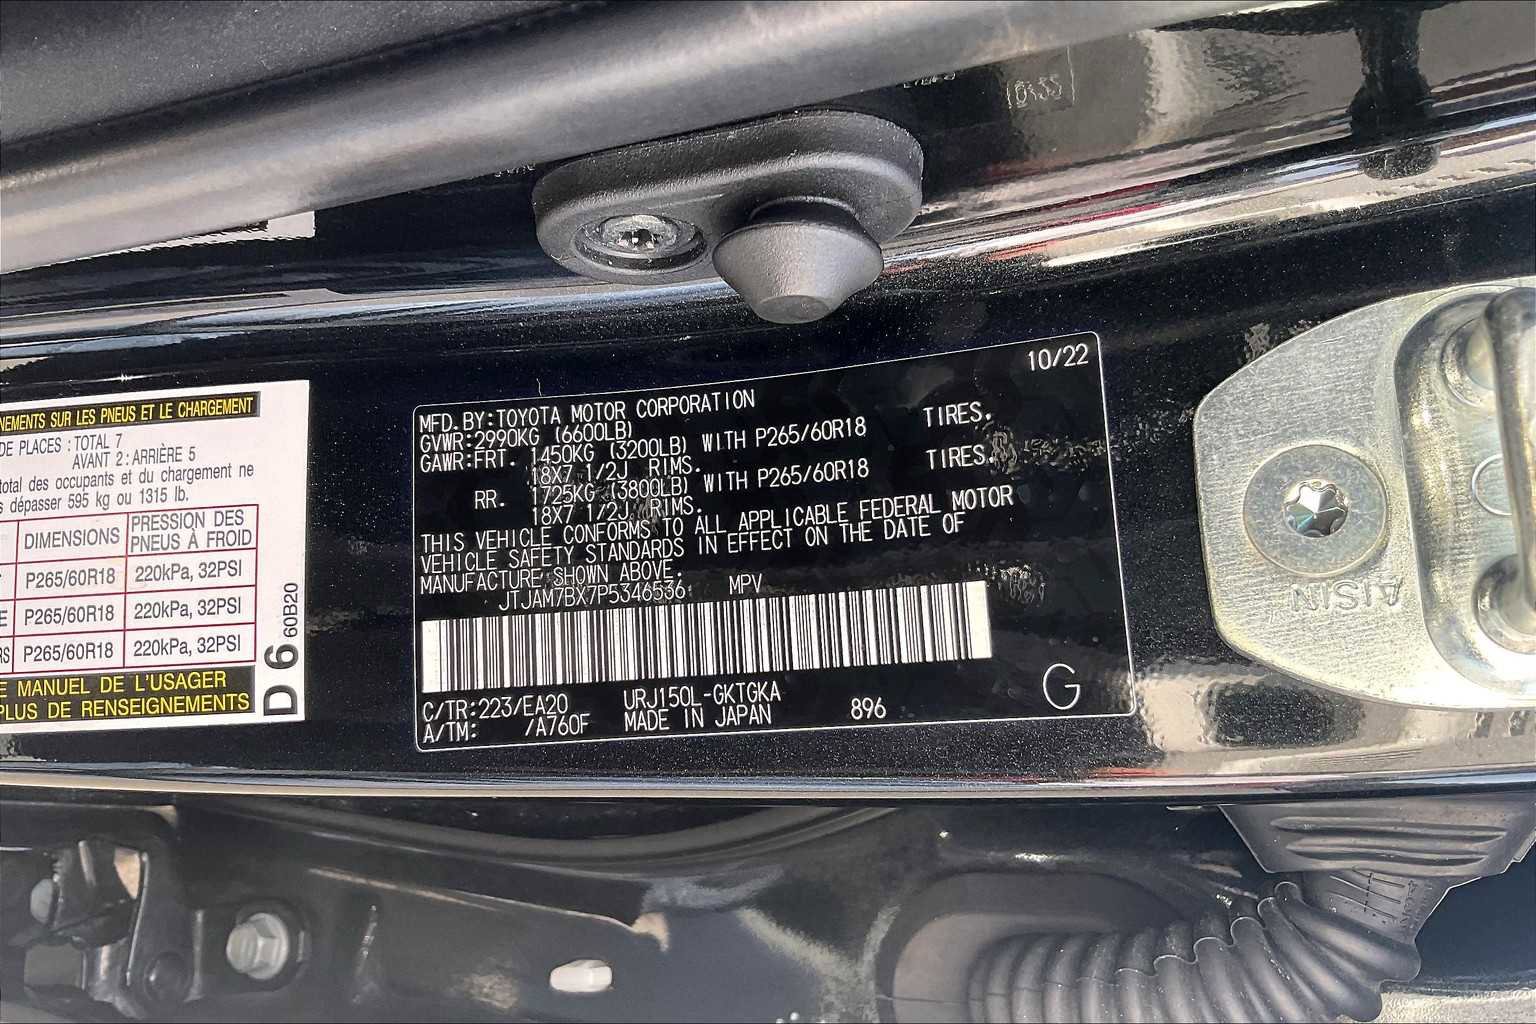 10/22
MFD.BY:TOYOTA MOTOR CORPORATION
GVWR:2990KG (6600LB)
GAWR:FRT. 1450KG (3200LB) WITH P265/60R18 TIRES.
18X7 1/2J RIMS.
RR. 1725KG (3800LB) WITH P265/60R18 TIRES.
18X7 1/2J RIMS.
THIS VEHICLE CONFORMS TO ALL APPLICABLE FEDERAL MOTOR
VEHICLE SAFETY STANDARDS IN EFFECT ON THE DATE OF
MANUFACTURE SHOWN ABOVE.
JTJAM7BX7P5346536 MPV
C/TR:223/EA20 URJ150L-GKTGKA
A/TM: /A760F MADE IN JAPAN 896
G
SUR LES PNEUS ET LE CHARGEMENT
DE PLACES : TOTAL 7
AVANT 2 : ARRIÈRE 5
total des occupants et du chargement ne
dépasser 595 kg ou 1315 lb.
DIMENSIONS PRESSION DES PNEUS À FROID
P265/60R18 220kPa, 32PSI
P265/60R18 220kPa, 32PSI
P265/60R18 220kPa, 32PSI
MANUEL DE L'USAGER
PLUS DE RENSEIGNEMENTS
D6 60B20
AISIN